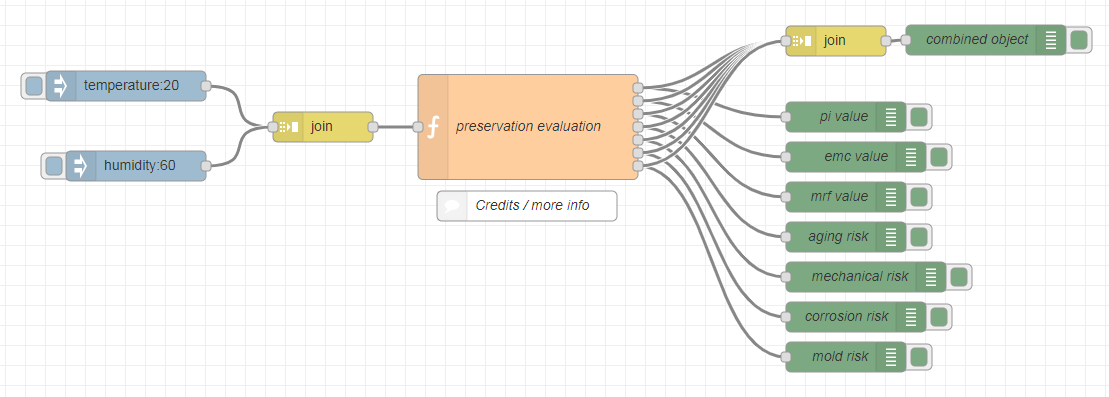 temperature:20
humidity:60
join
preservation evaluation
Credits / more info
join
combined object
pi value
emc value
mrf value
aging risk
mechanical risk
corrosion risk
mold risk